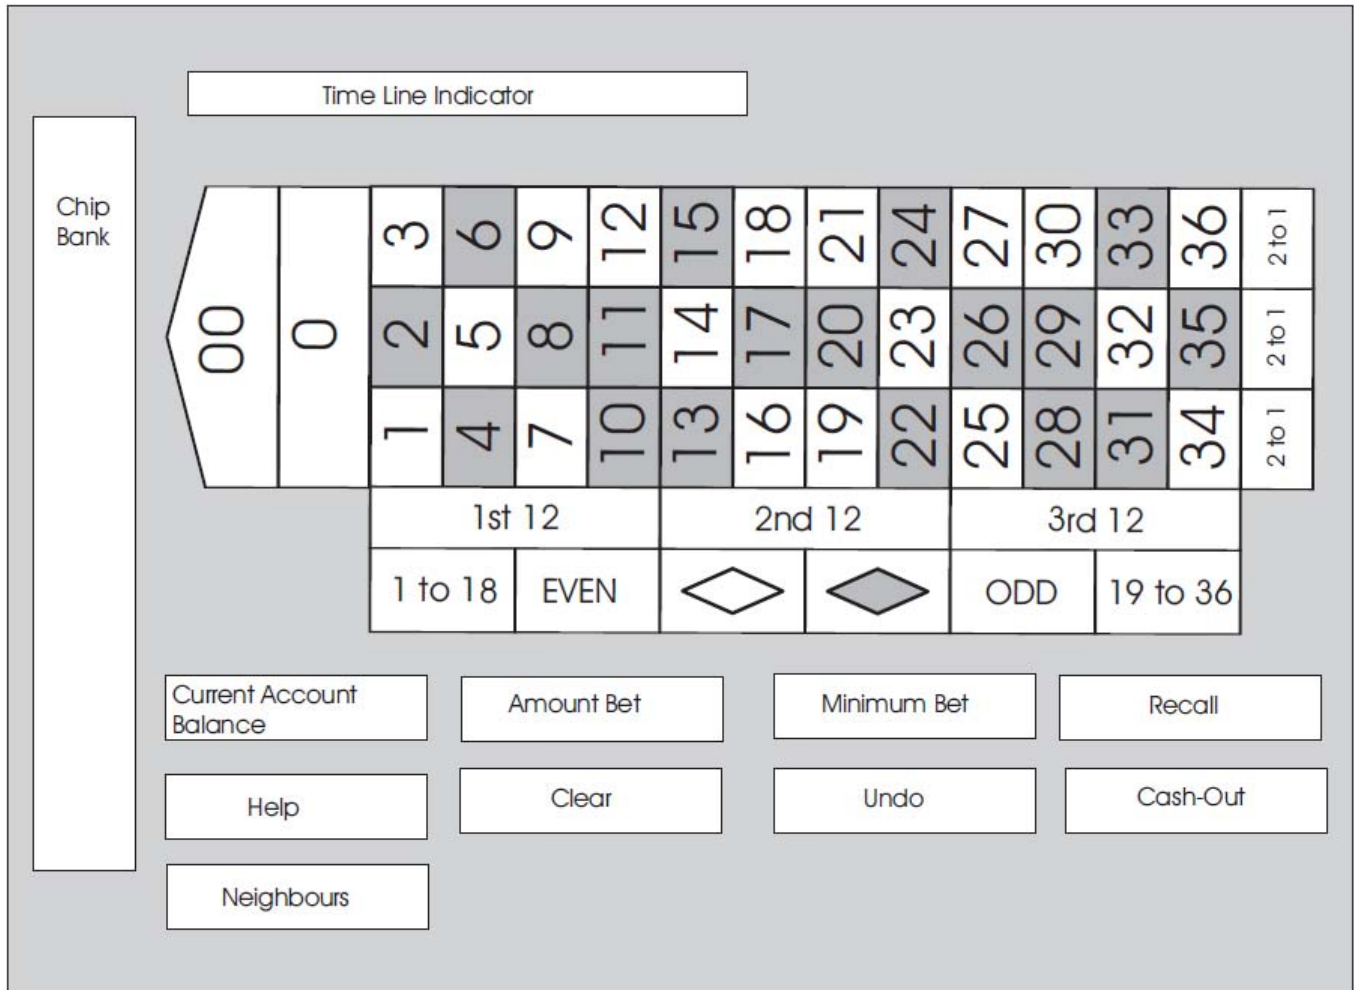 Time Line Indicator
Chip
Bank
00
0
3 6 9 12 15 18 21 24 27 30 33 36 2 to 1
2 5 8 11 14 17 20 23 26 29 32 35 2 to 1
1 4 7 10 13 16 19 22 25 28 31 34 2 to 1
1st 12 2nd 12 3rd 12
1 to 18 EVEN ODD 19 to 36
Current Account
Balance
Amount Bet
Minimum Bet
Recall
Help
Clear
Undo
Cash-Out
Neighbours